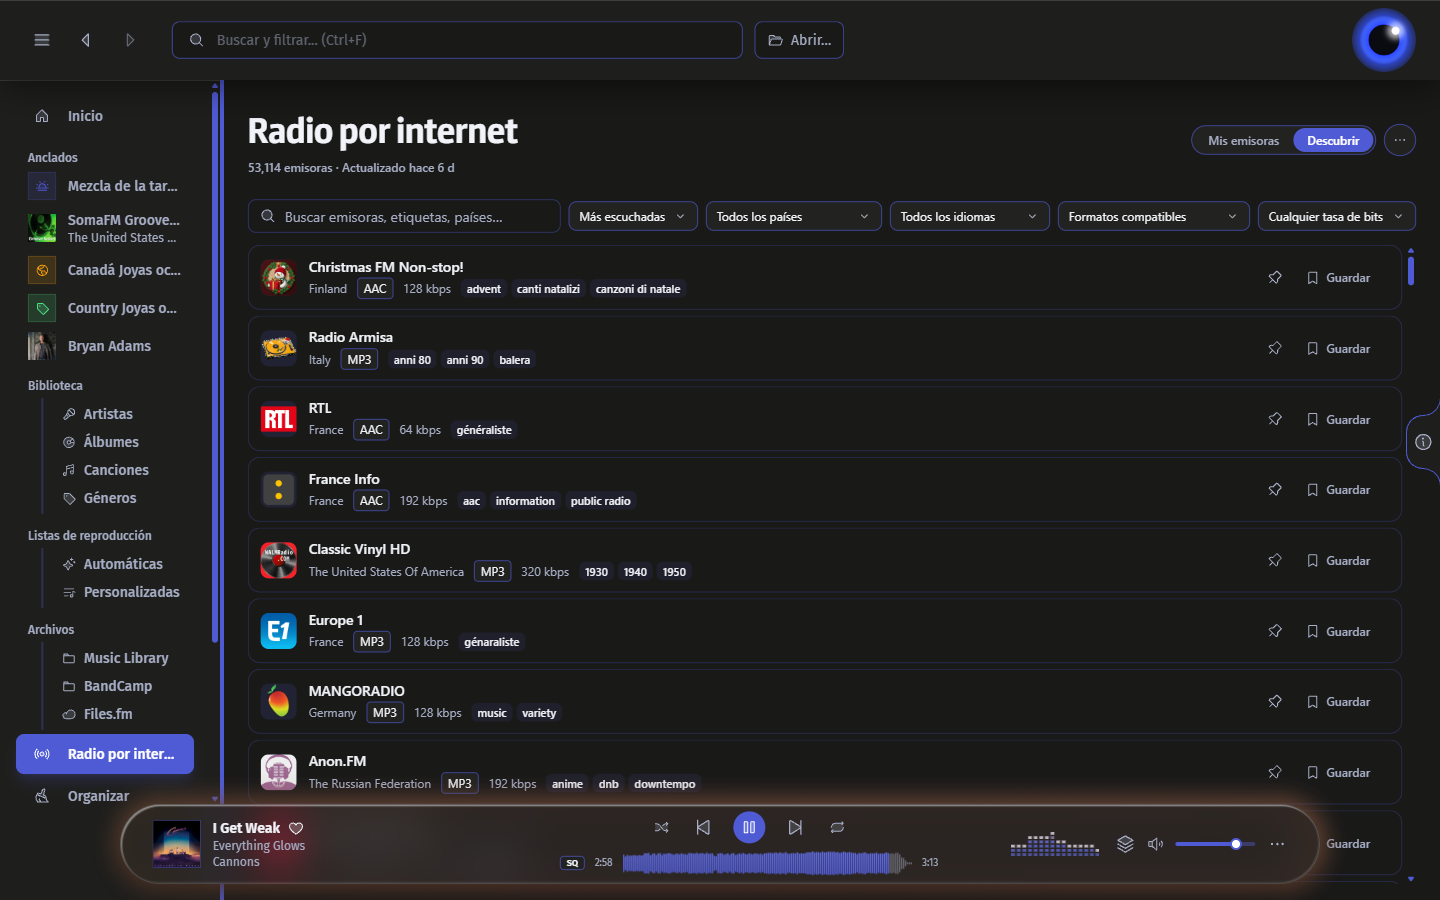 Buscar y filtrar... (Ctrl+F)
Abrir...
Inicio
Anclados
Mezcla de la tar...
SomaFM Groove...
The United States ...
Canadá Joyas oc...
Country Joyas o...
Bryan Adams
Biblioteca
Artistas
Álbumes
Canciones
Géneros
Listas de reproducción
Automáticas
Personalizadas
Archivos
Music Library
BandCamp
Files.fm
Radio por inter...
Organizar
Radio por internet
53,114 emisoras · Actualizado hace 6 d
Mis emisoras
Descubrir
Buscar emisoras, etiquetas, países...
Más escuchadas
Todos los países
Todos los idiomas
Formatos compatibles
Cualquier tasa de bits
Christmas FM Non-stop!
Finland AAC 128 kbps advent canti natalizi canzoni di natale
Guardar
Radio Armisa
Italy MP3 anni 80 anni 90 balera
Guardar
RTL
RTL
France AAC 64 kbps généraliste
Guardar
France Info
France AAC 192 kbps aac information public radio
Guardar
Classic Vinyl HD
The United States Of America MP3 320 kbps 1930 1940 1950
Guardar
E1
Europe 1
France MP3 128 kbps génaraliste
Guardar
MANGORADIO
Germany MP3 128 kbps music variety
Guardar
Anon.FM
The Russian Federation MP3 192 kbps anime dnb downtempo
Guardar
Guardar
I Get Weak
Everything Glows
Cannons
SQ 2:58
3:13